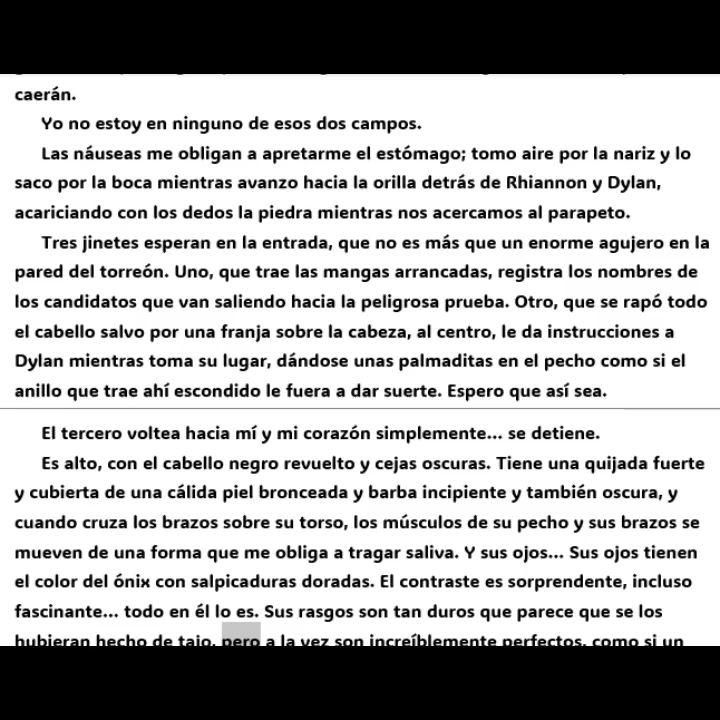 caerán.
Yo no estoy en ninguno de esos dos campos.
Las náuseas me obligan a apretarme el estómago; tomo aire por la nariz y lo
saco por la boca mientras avanzo hacia la orilla detrás de Rhiannon y Dylan,
acariciando con los dedos la piedra mientras nos acercamos al parapeto.
Tres jinetes esperan en la entrada, que no es más que un enorme agujero en la
pared del torreón. Uno, que trae las mangas arrancadas, registra los nombres de
los candidatos que van saliendo hacia la peligrosa prueba. Otro, que se rapó todo
el cabello salvo por una franja sobre la cabeza, al centro, le da instrucciones a
Dylan mientras toma su lugar, dándose unas palmaditas en el pecho como si el
anillo que trae ahí escondido le fuera a dar suerte. Espero que así sea.
El tercero voltea hacia mí y mi corazón simplemente... se detiene.
Es alto, con el cabello negro revuelto y cejas oscuras. Tiene una quijada fuerte
y cubierta de una cálida piel bronceada y barba incipiente y también oscura, y
cuando cruza los brazos sobre su torso, los músculos de su pecho y sus brazos se
mueven de una forma que me obliga a tragar saliva. Y sus ojos... Sus ojos tienen
el color del ónix con salpicaduras doradas. El contraste es sorprendente, incluso
fascinante... todo en él lo es. Sus rasgos son tan duros que parece que se los
hubieran hecho de tajo, pero a la vez son increíblemente perfectos, como si un